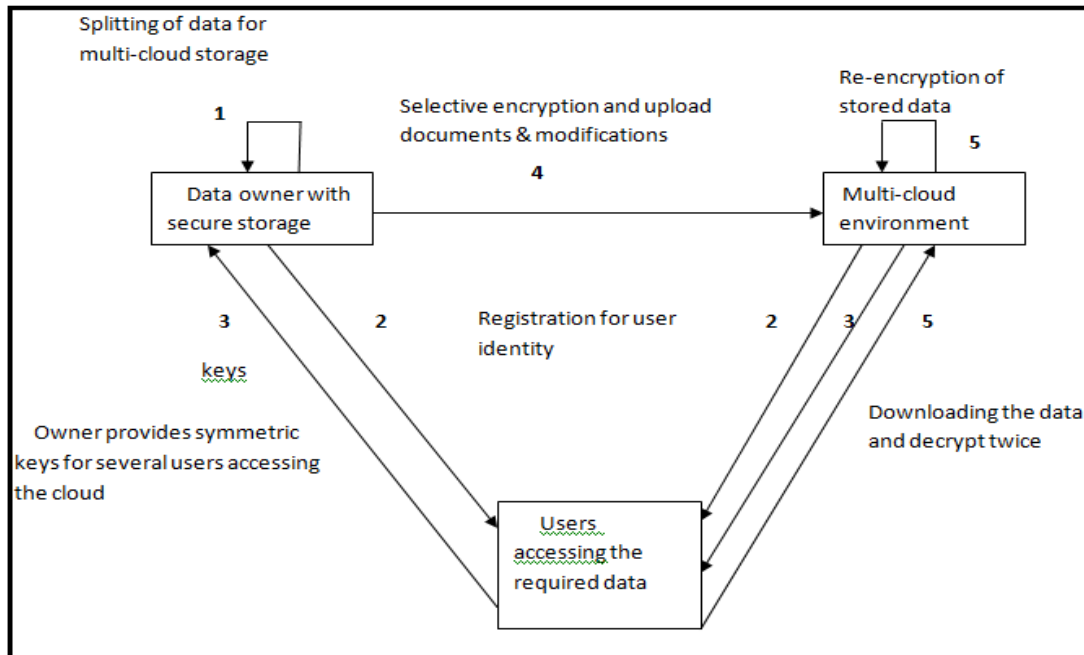 Splitting of data for
multi-cloud storage
1
Selective encryption and upload
documents & modifications
4
Re-encryption of
stored data
5
Data owner with
secure storage
Multi-cloud
environment
3
2
Registration for user
identity
2
3
5
keys
Owner provides symmetric
keys for several users accessing
the cloud
Downloading the data
and decrypt twice
Users
accessing the
required data